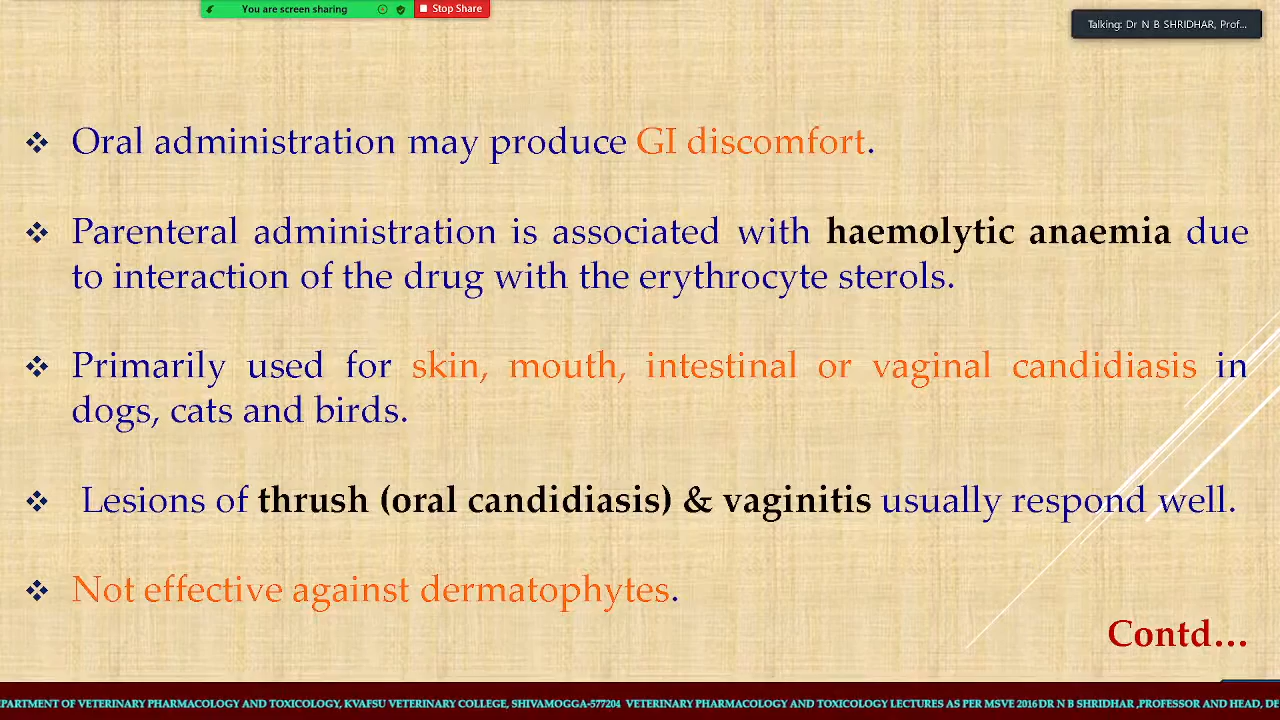 You are screen sharing
Stop Share
Talking: Dr N B SHRIDHAR, Prof...
Oral administration may produce GI discomfort.
Parenteral administration is associated with haemolytic anaemia due
to interaction of the drug with the erythrocyte sterols.
Primarily used for skin, mouth, intestinal or vaginal candidiasis in
dogs, cats and birds.
Lesions of thrush (oral candidiasis) & vaginitis usually respond well.
Not effective against dermatophytes.
Contd...
EPARTMENT OF VETERINARY PHARMACOLOGY AND TOXICOLOGY, KVAFSU VETERINARY COLLEGE, SHIVAMOGGA-577204 VETERINARY PHARMACOLOGY AND TOXICOLOGY LECTURES AS PER MSVE 2016 DR N B SHRIDHAR ,PROFESSOR AND HEAD, DE